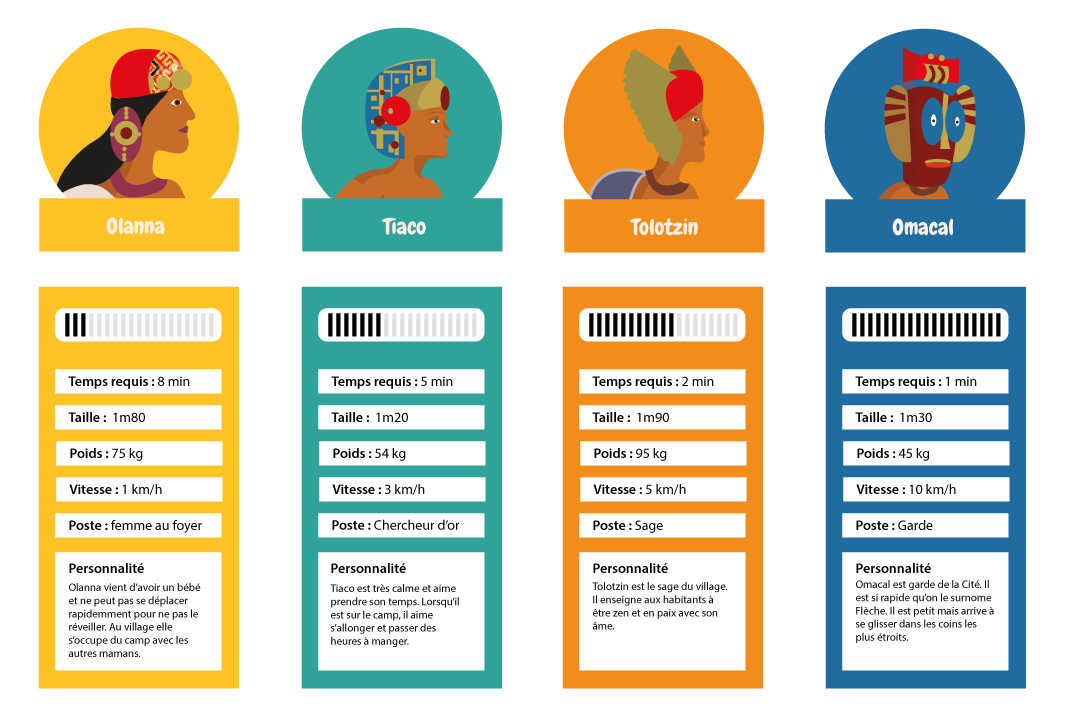 Olanna
Temps requis : 8 min
Taille : 1m80
Poids : 75 kg
Vitesse : 1 km/h
Poste : femme au foyer
Personnalité
Olanna vient d’avoir un bébé
et ne peut pas se déplacer
rapidemment pour ne pas le
réveiller. Au village elle
s’occupe du camp avec les
autres mamans.
Tiaco
Temps requis : 5 min
Taille : 1m20
Poids : 54 kg
Vitesse : 3 km/h
Poste : Chercheur d’or
Personnalité
Tiaco est très calme et aime
prendre son temps. Lorsqu’il
est sur le camp, il aime
s’allonger et passer des
heures à manger.
Tolotzin
Temps requis : 2 min
Taille : 1m90
Poids : 95 kg
Vitesse : 5 km/h
Poste : Sage
Personnalité
Tolotzin est le sage du village.
Il enseigne aux habitants à
être zen et en paix avec son
âme.
Omacal
Temps requis : 1 min
Taille : 1m30
Poids : 45 kg
Vitesse : 10 km/h
Poste : Garde
Personnalité
Omacal est garde de la Cité. Il
est si rapide qu’on le surnome
Flèche. Il est petit mais arrive à
se glisser dans les coins les
plus étroits.